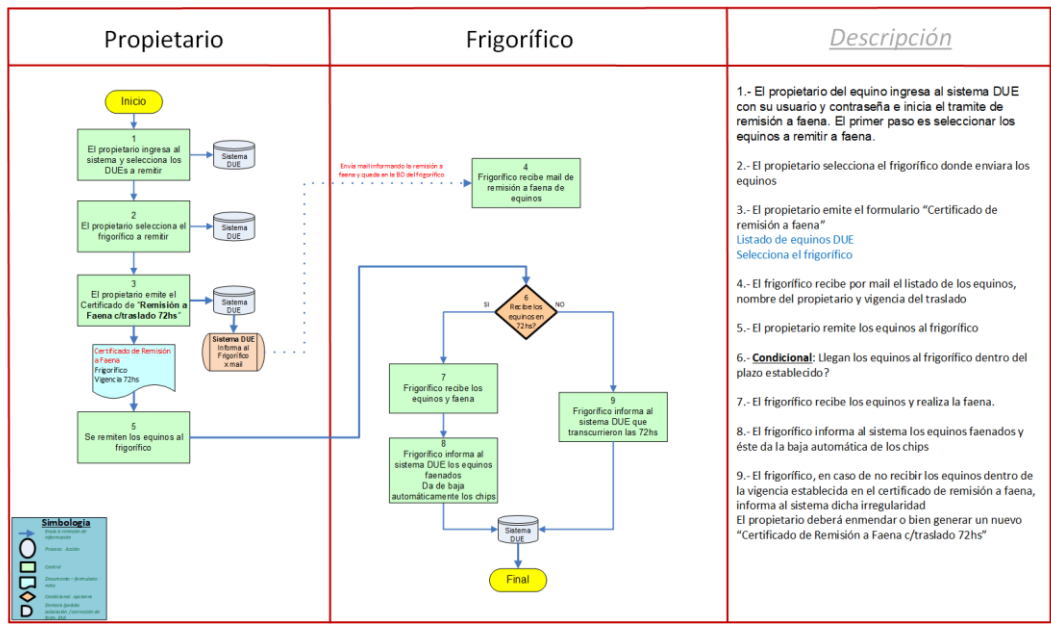 Propietario
Frigorífico
Descripción
Inicio
1
El propietario ingresa al
sistema y selecciona los
DUEs a remitir
Sistema
DUE
2
El propietario selecciona el
frigorífico a remitir
Sistema
DUE
3
El propietario emite el
Certificado de "Remisión a
Faena c/traslado 72hs"
Sistema
DUE
Sistema DUE
Informa al
Frigorífico
x mail
Certificado de Remisión
a Faena
Frigorífico
Vigencia 72hs
5
Se remiten los equinos al
frigorífico
Envía mail informando la remisión a
faena y queda en la BD del frigorífico
4
Frigorífico recibe mail de
remisión a faena de
equinos
6
Recibe los
equinos en
72hs?
SI
NO
7
Frigorífico recibe los
equinos y faena
8
Frigorífico informa al
sistema DUE los equinos
faenados
Da de baja
automáticamente los chips
9
Frigorífico informa al
sistema DUE que
transcurrieron las 72hs
Sistema
DUE
Final
1.- El propietario del equino ingresa al sistema DUE
con su usuario y contraseña e inicia el tramite de
remisión a faena. El primer paso es seleccionar los
equinos a remitir a faena.
2.- El propietario selecciona el frigorífico donde enviara los
equinos
3.- El propietario emite el formulario "Certificado de
remisión a faena"
Listado de equinos DUE
Selecciona el frigorífico
4.- El frigorífico recibe por mail el listado de los equinos,
nombre del propietario y vigencia del traslado
5.- El propietario remite los equinos al frigorífico
6.- Condicional: Llegan los equinos al frigorífico dentro del
plazo establecido?
7.- El frigorífico recibe los equinos y realiza la faena.
8.- El frigorífico informa al sistema los equinos faenados y
éste da la baja automática de los chips
9.- El frigorífico, en caso de no recibir los equinos dentro de
la vigencia establecida en el certificado de remisión a faena,
informa al sistema dicha irregularidad
El propietario deberá enmendar o bien generar un nuevo
"Certificado de Remisión a Faena c/traslado 72hs"
Simbología
Envío o remisión de
información
Proceso - Acción
Control
Documento – formulario
Condicional - opciones